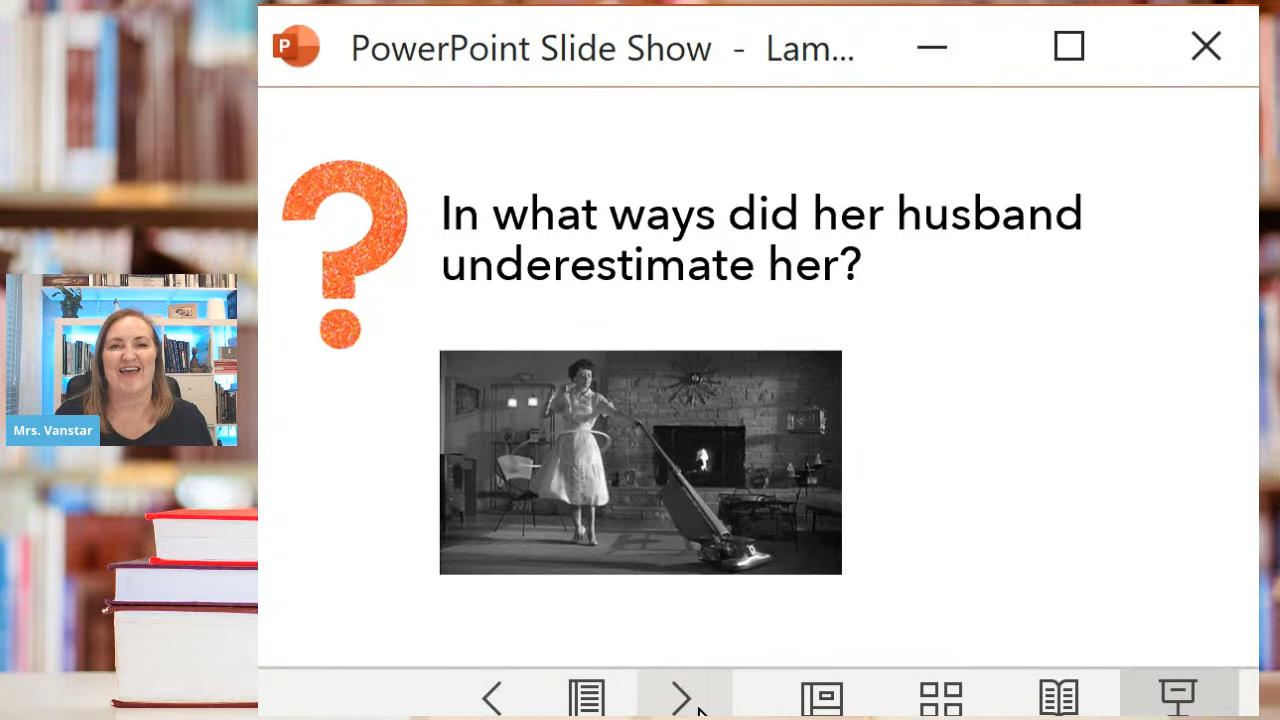 P
PowerPoint Slide Show - Lam...
In what ways did her husband
underestimate her?
Mrs. Vanstar